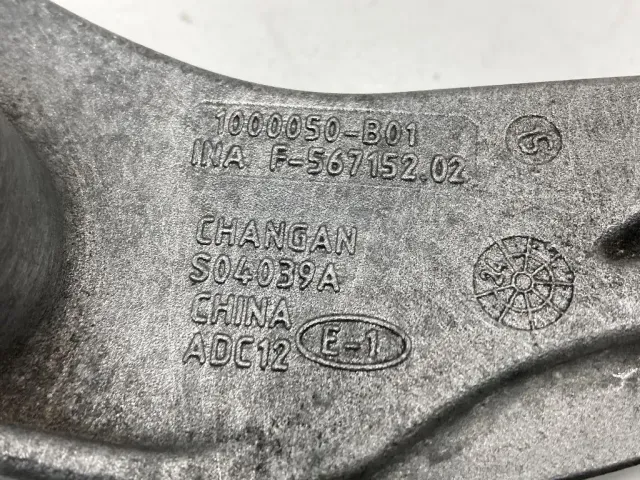 1000050-B01
INA F-567152.02
CHANGAN
S04039A
CHINA
ADC12 E-1